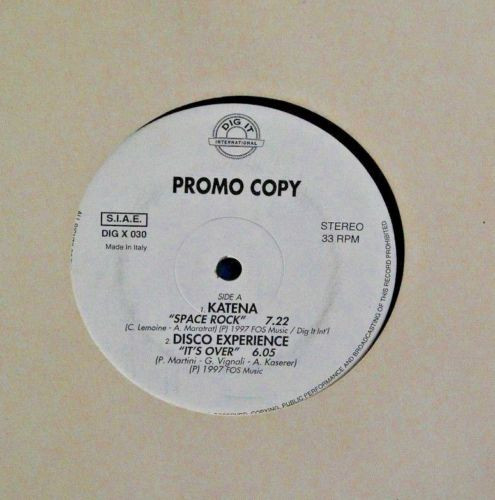 DIG IT
INTERNATIONAL
PROMO COPY
S.I.A.E.
DIG X 030
Made in Italy
STEREO
33 RPM
SIDE A
1. KATENA
"SPACE ROCK" 7.22
(C. Lemoine - A. Maratrat) (P) 1997 FOS Music / Dig It Int'l
2. DISCO EXPERIENCE
"IT'S OVER" 6.05
(P. Martini - G. Vignali - A. Kaserer)
(P) 1997 FOS Music
COPYING, PUBLIC PERFORMANCE AND BROADCASTING OF THIS RECORD PROHIBITED